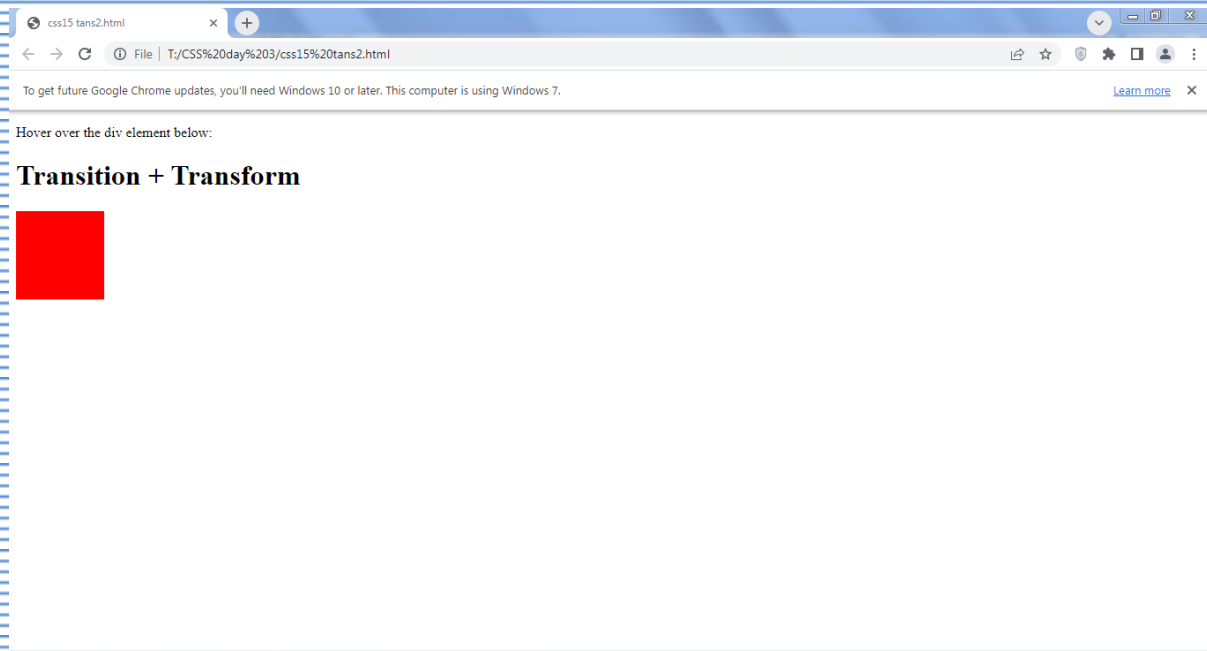 css15 tans2.html
File | T:/CSS%20day%203/css15%20tans2.html
To get future Google Chrome updates, you'll need Windows 10 or later. This computer is using Windows 7. Learn more
Hover over the div element below:
Transition + Transform